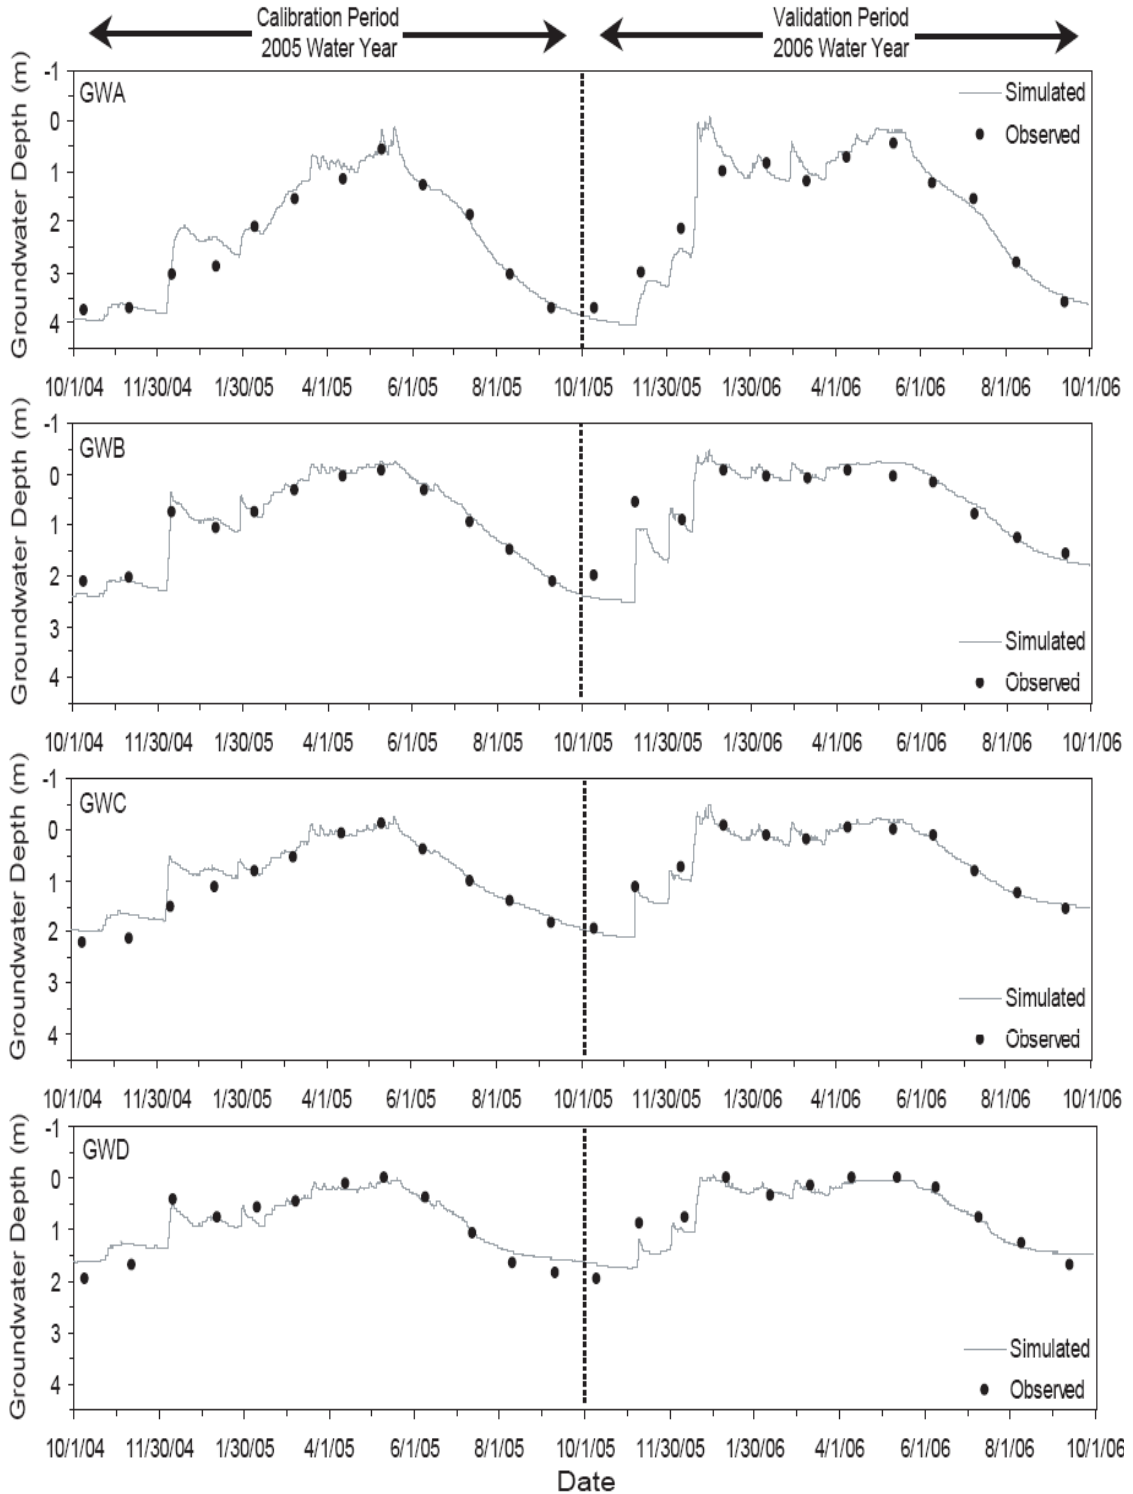 Calibration Period
2005 Water Year
Validation Period
2006 Water Year
Groundwater Depth (m)
-1
0
1
2
3
4
GWA
Simulated
Observed
10/1/04 11/30/04 1/30/05 4/1/05 6/1/05 8/1/05 10/1/05 11/30/05 1/30/06 4/1/06 6/1/06 8/1/06 10/1/06
Groundwater Depth (m)
-1
0
1
2
3
4
GWB
Simulated
Observed
10/1/04 11/30/04 1/30/05 4/1/05 6/1/05 8/1/05 10/1/05 11/30/05 1/30/06 4/1/06 6/1/06 8/1/06 10/1/06
Groundwater Depth (m)
-1
0
1
2
3
4
GWC
Simulated
Observed
10/1/04 11/30/04 1/30/05 4/1/05 6/1/05 8/1/05 10/1/05 11/30/05 1/30/06 4/1/06 6/1/06 8/1/06 10/1/06
Groundwater Depth (m)
-1
0
1
2
3
4
GWD
Simulated
Observed
10/1/04 11/30/04 1/30/05 4/1/05 6/1/05 8/1/05 10/1/05 11/30/05 1/30/06 4/1/06 6/1/06 8/1/06 10/1/06
Date